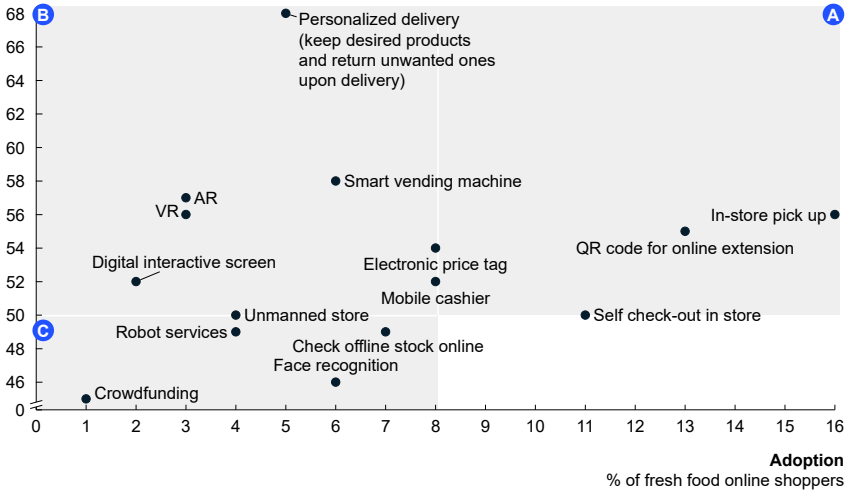 68
B
A
Personalized delivery
(keep desired products
and return unwanted ones
upon delivery)
66
64
62
60
58
Smart vending machine
AR
VR
56
In-store pick up
QR code for online extension
54
Electronic price tag
Digital interactive screen
52
Mobile cashier
50
Unmanned store
Self check-out in store
C
Robot services
Check offline stock online
48
Face recognition
46
Crowdfunding
0
0 1 2 3 4 5 6 7 8 9 10 11 12 13 14 15 16
Adoption
% of fresh food online shoppers